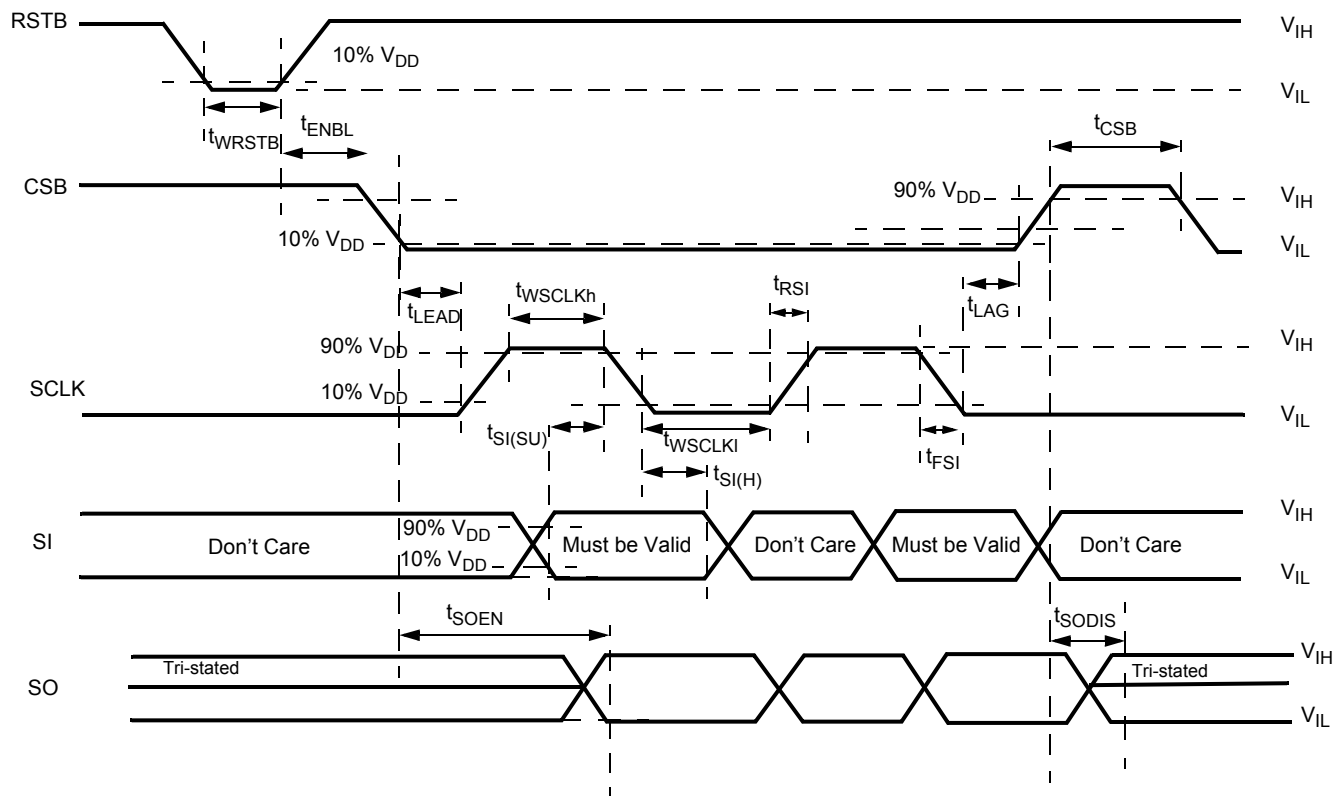 RSTB
V_IH
10% V_DD
V_IL
t_WRSTB
t_ENBL
t_CSB
CSB
90% V_DD
V_IH
10% V_DD
V_IL
t_LEAD
t_WSCLKh
t_RSI
t_LAG
90% V_DD
V_IH
SCLK
10% V_DD
V_IL
t_SI(SU)
t_WSCLKl
t_FSI
t_SI(H)
V_IH
90% V_DD
SI
Don't Care
Must be Valid
Don't Care
Must be Valid
Don't Care
10% V_DD
V_IL
t_SOEN
t_SODIS
V_IH
Tri-stated
Tri-stated
SO
V_IL